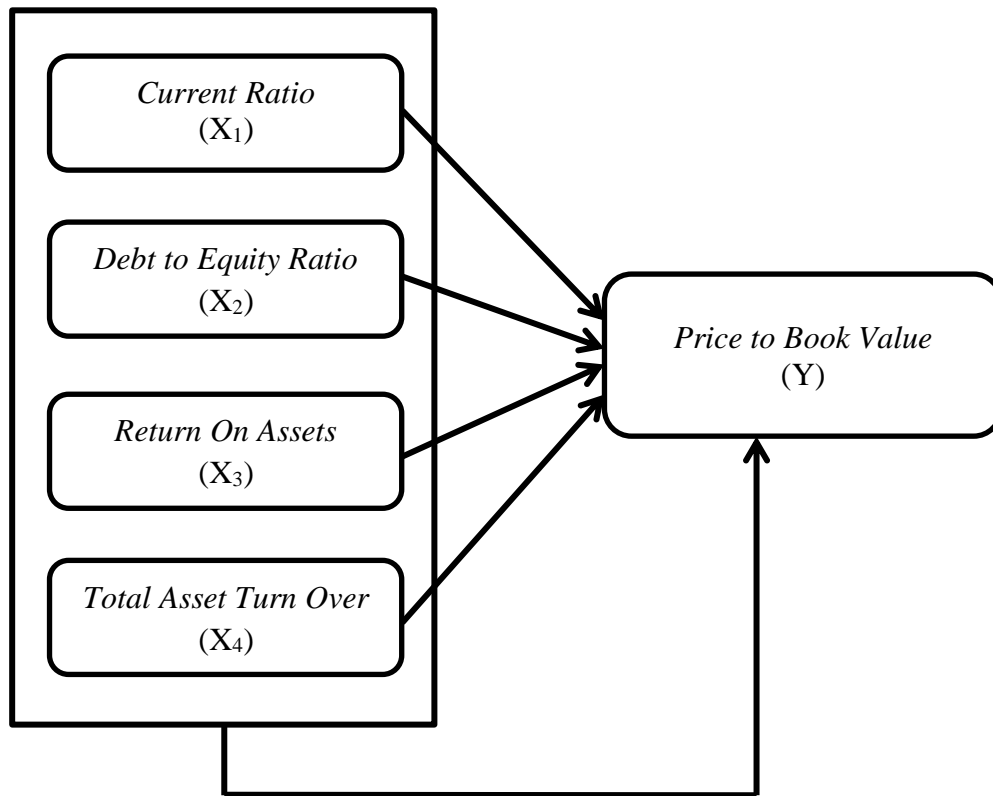 Current Ratio
(X₁)
Debt to Equity Ratio
(X₂)
Return On Assets
(X₃)
Total Asset Turn Over
(X₄)
Price to Book Value
(Y)